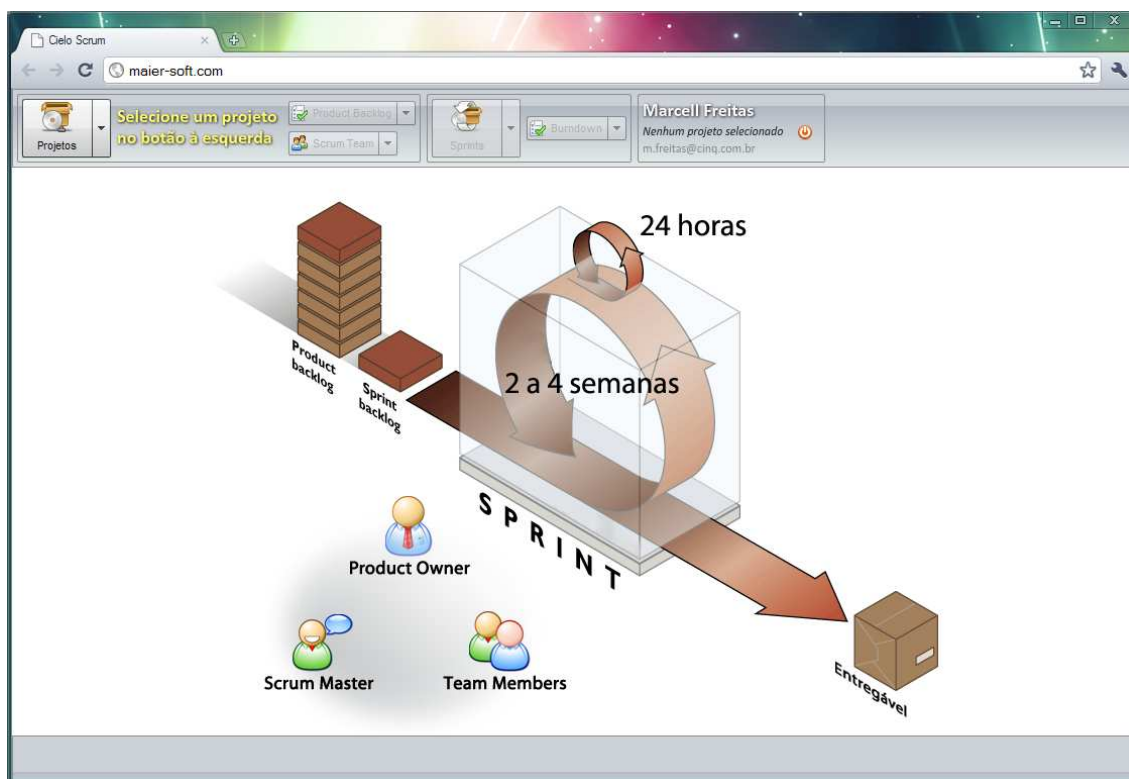 Cielo Scrum
maier-soft.com
Projetos
Selecione um projeto
no botão à esquerda
Product Backlog
Scrum Team
Sprints
Burndown
Marcell Freitas
Nenhum projeto selecionado
m.freitas@cinq.com.br
24 horas
2 a 4 semanas
Product
backlog
Sprint
backlog
SPRINT
Product Owner
Scrum Master
Team Members
Entregável